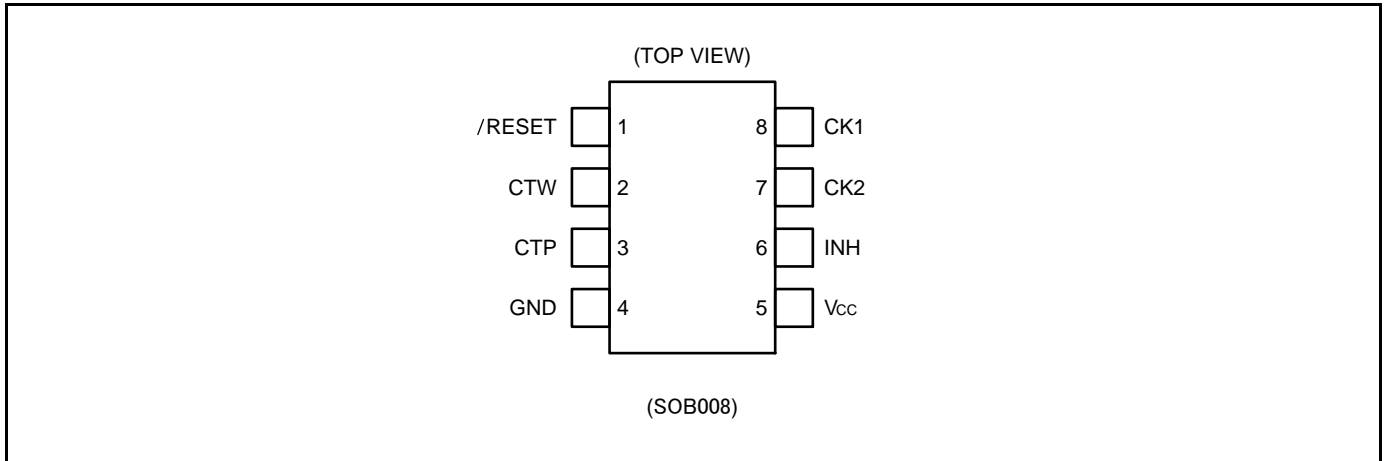 (TOP VIEW)
/RESET 1 8 CK1
CTW 2 7 CK2
CTP 3 6 INH
GND 4 5 Vcc
(SOB008)